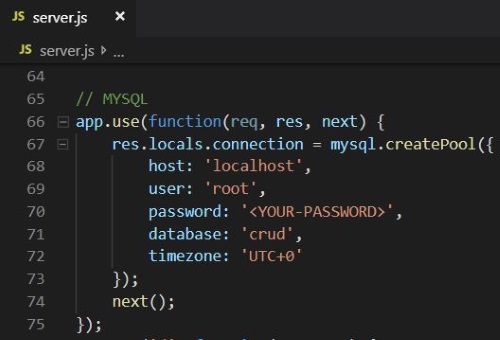 JS server.js ×
JS server.js > ...
64
65 // MYSQL
66 app.use(function(req, res, next) {
67 res.locals.connection = mysql.createPool({
68 host: 'localhost',
69 user: 'root',
70 password: '<YOUR-PASSWORD>',
71 database: 'crud',
72 timezone: 'UTC+0'
73 });
74 next();
75 });